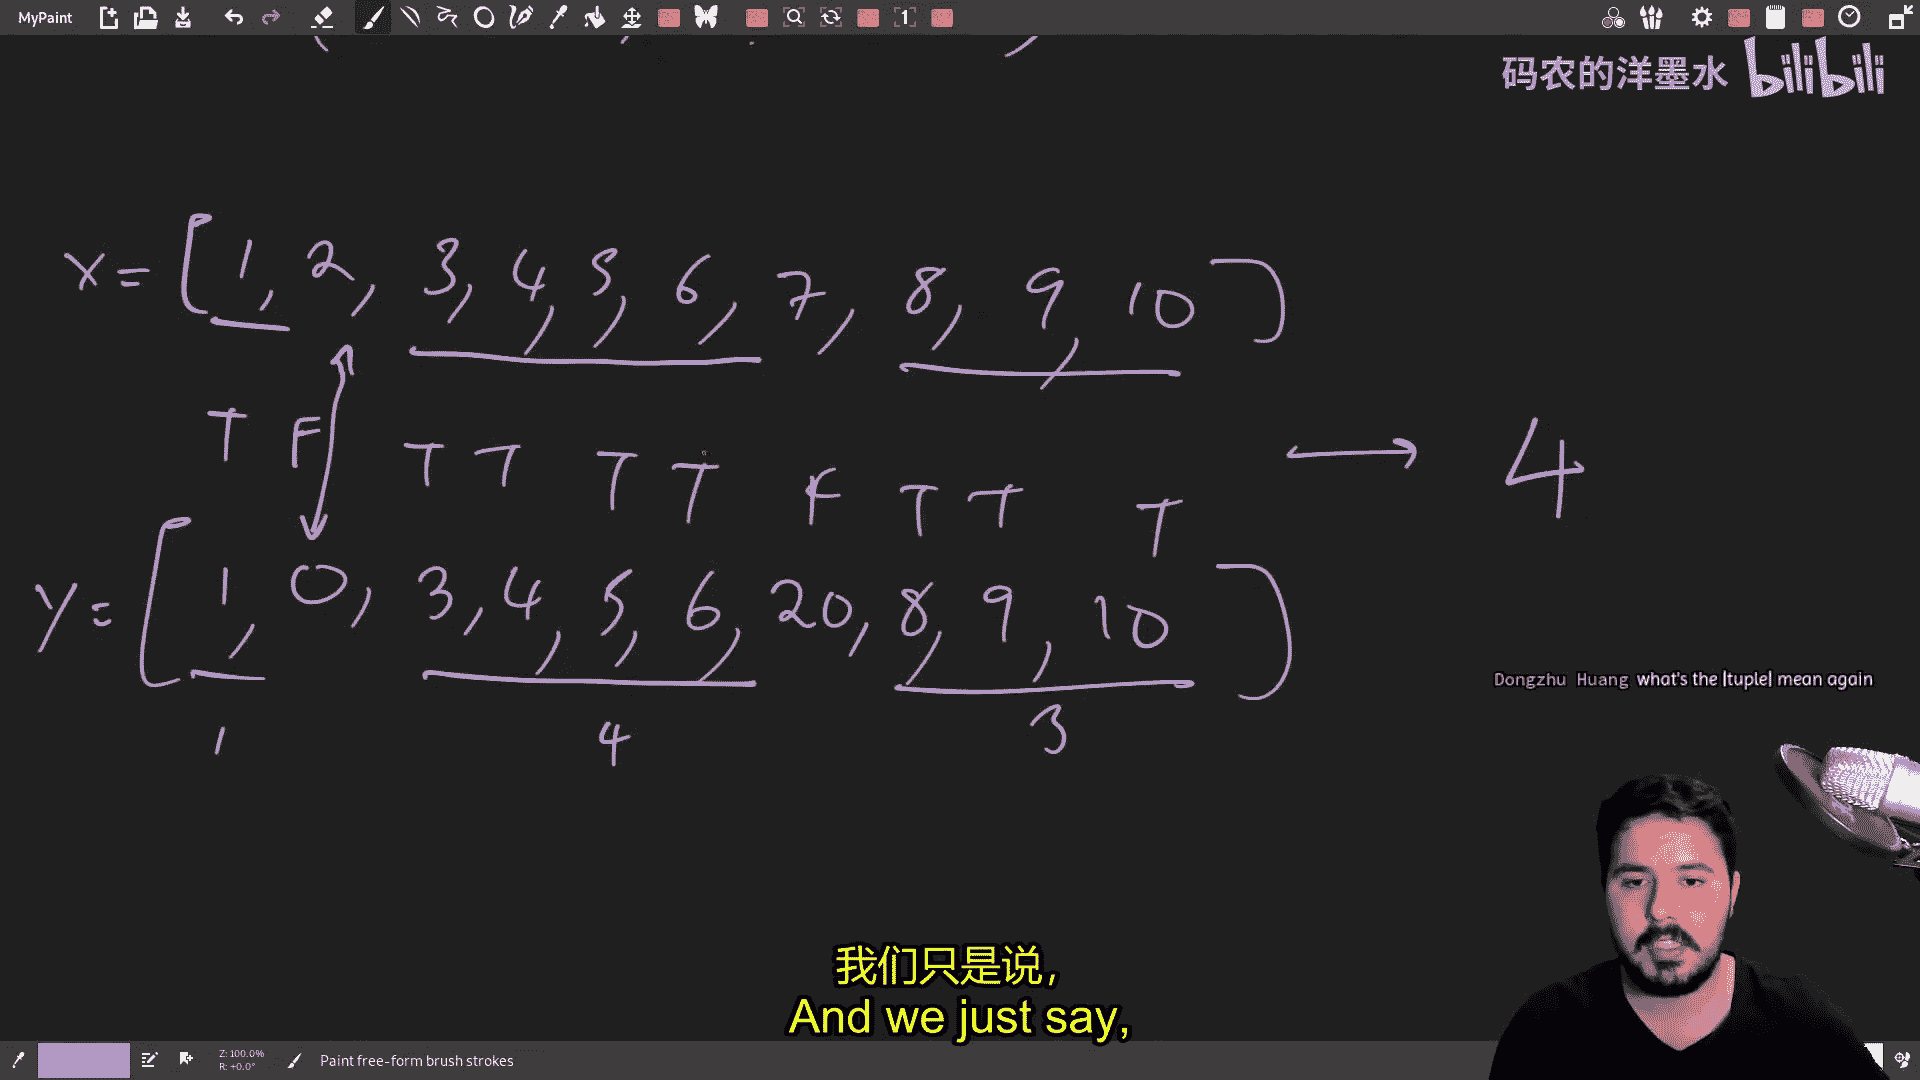 MyPaint
码农的洋墨水 bilibili
x = [1, 2, 3, 4, 5, 6, 7, 8, 9, 10]
T F T T T T F T T T
4
y = [1, 0, 3, 4, 5, 6, 20, 8, 9, 10]
Dongzhu Huang what's the |tuple| mean again
1 4 3
我们只是说，
And we just say,
Z: 100.0%
R: +0.0°
Paint free-form brush strokes